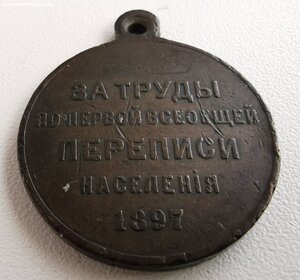 ЗА ТРУДЫ
ПО ПЕРВОЙ ВСЕОБЩЕЙ
ПЕРЕПИСИ
НАСЕЛЕНІЯ
1897